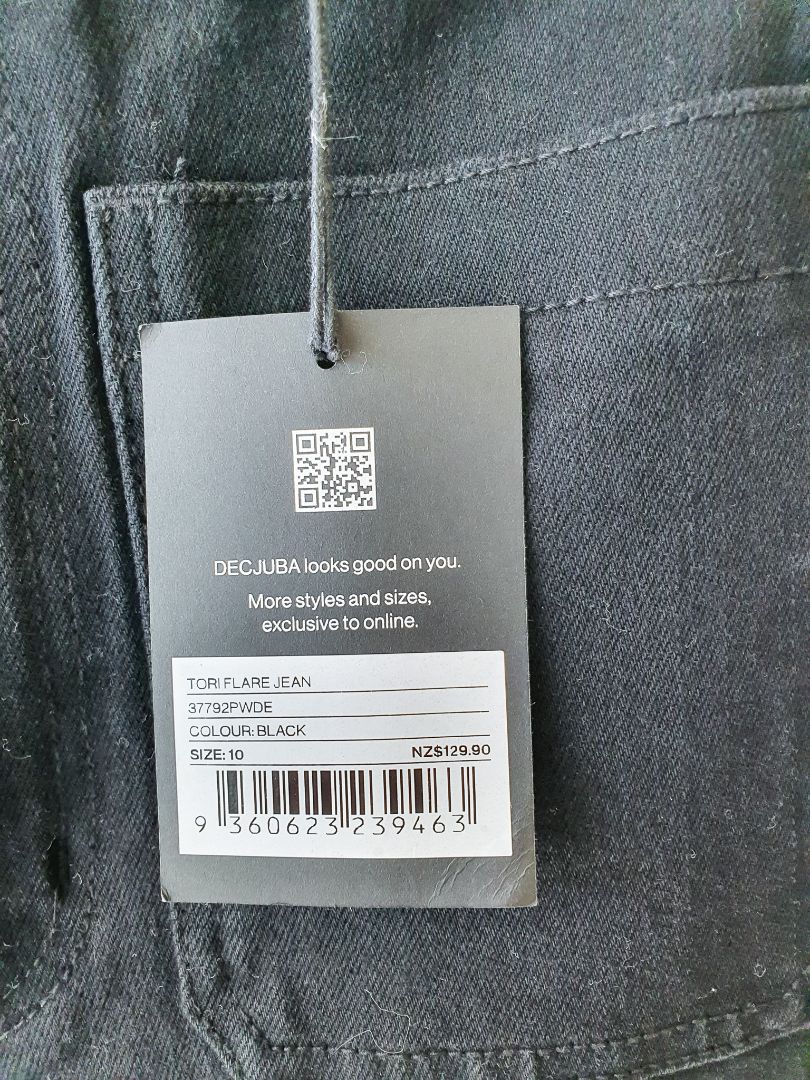 DECJUBA looks good on you.
More styles and sizes,
exclusive to online.
TORI FLARE JEAN
37792PWDE
COLOUR: BLACK
SIZE: 10 NZ$129.90
9 360623 239463